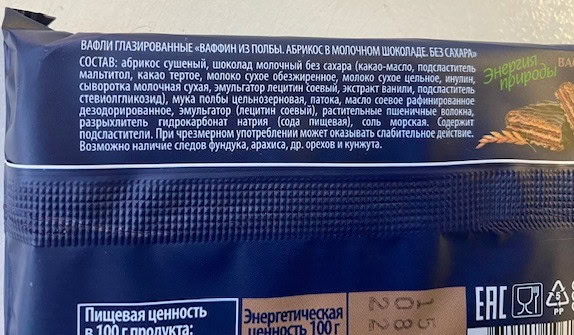 ВАФЛИ ГЛАЗИРОВАННЫЕ «ВАФФИН ИЗ ПОЛБЫ. АБРИКОС В МОЛОЧНОМ ШОКОЛАДЕ. БЕЗ САХАРА»
СОСТАВ: абрикос сушеный, шоколад молочный без сахара (какао-масло, подсластитель
мальтитол, какао тертое, молоко сухое обезжиренное, молоко сухое цельное, инулин,
сыворотка молочная сухая, эмульгатор лецитин соевый, экстракт ванили, подсластитель
стевиолгликозид), мука полбы цельнозерновая, патока, масло соевое рафинированное
дезодорированное, эмульгатор (лецитин соевый), растительные пшеничные волокна,
разрыхлитель гидрокарбонат натрия (сода пищевая), соль морская. Содержит
подсластители. При чрезмерном употреблении может оказывать слабительное действие.
Возможно наличие следов фундука, арахиса, др. орехов и кунжута.
Энергия
природы
Пищевая ценность
в 100 г продукта:
Энергетическая
ценность 100 г
ЕАС
5
PP